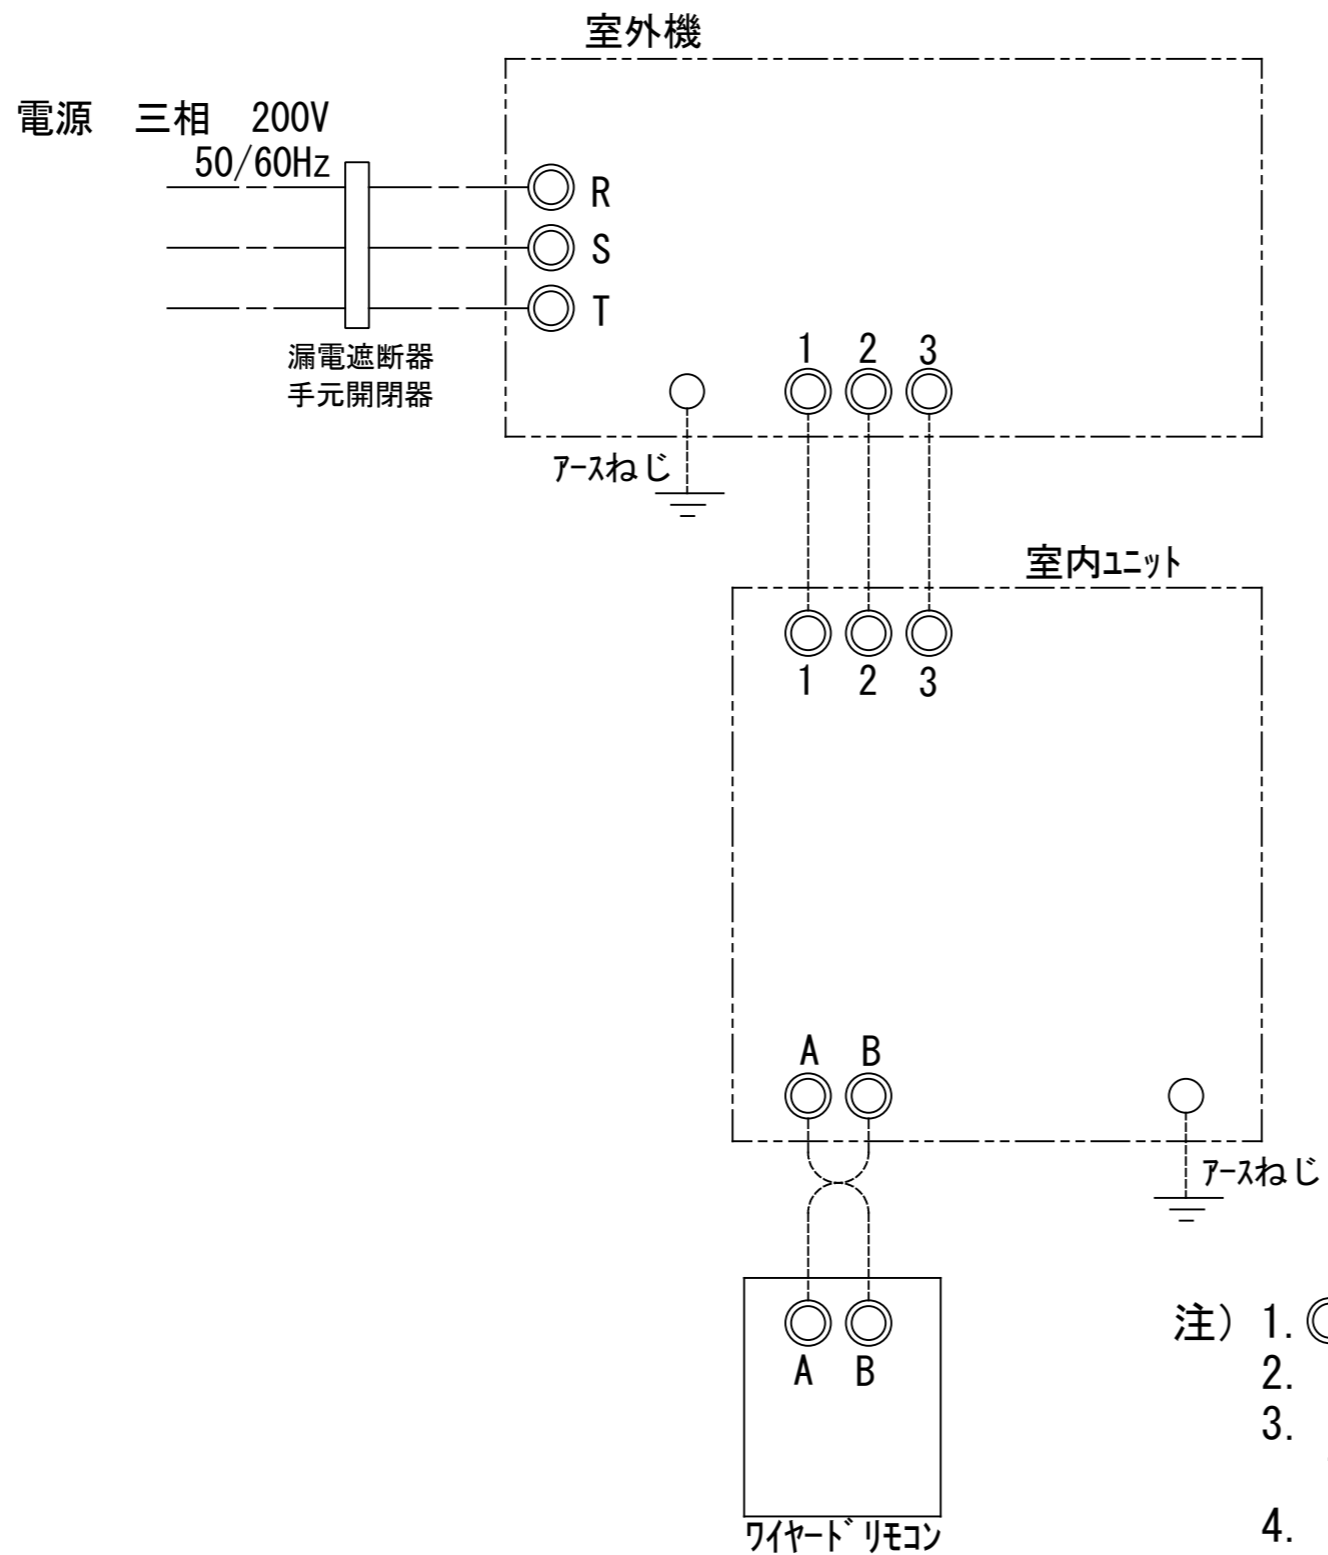 室外機
電源 三相 200V
50/60Hz
R
S
T
漏電遮断器
手元開閉器
1 2 3
ｱｰｽねじ
室内ﾕﾆｯﾄ
1 2 3
A B
ｱｰｽねじ
A B
ﾜｲﾔｰﾄﾞﾘﾓｺﾝ
注) 1.
2.
3.
4.